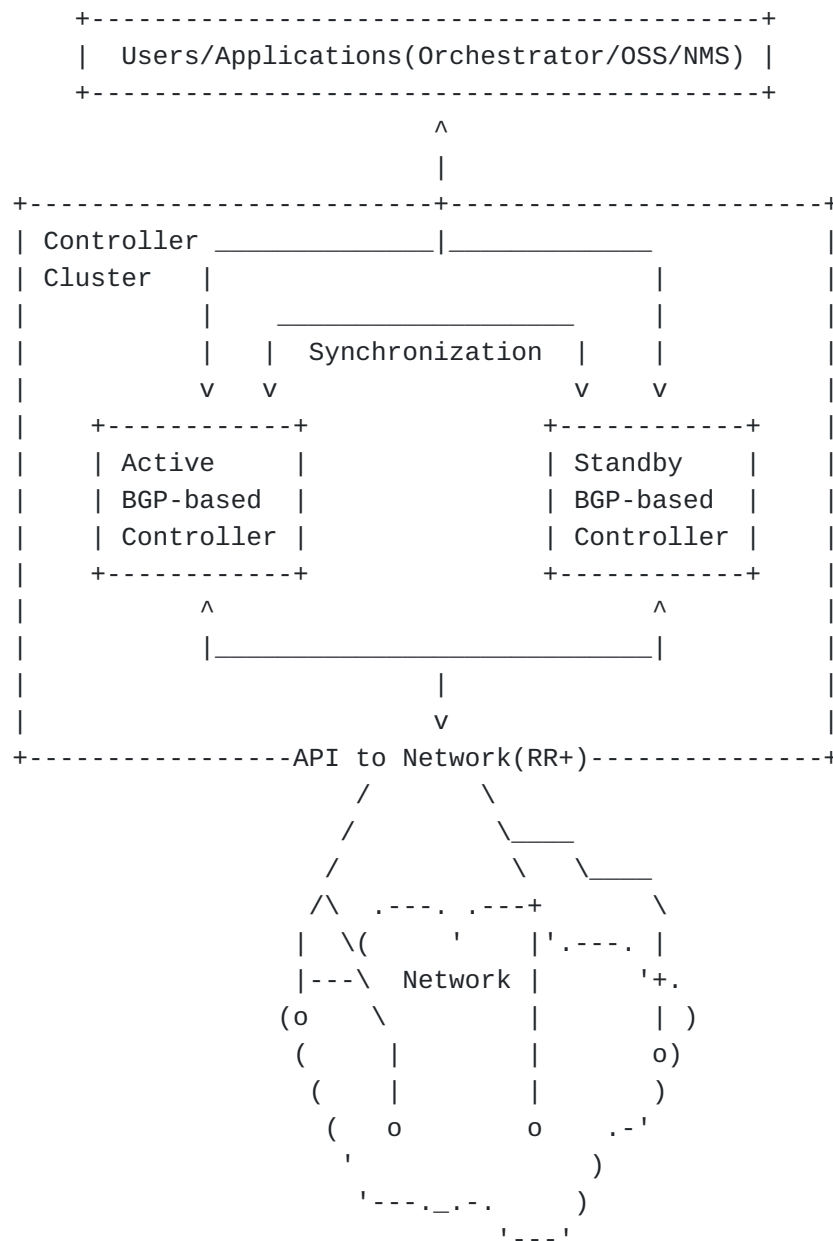 Users/Applications(Orchestrator/OSS/NMS)
Controller
Cluster
Synchronization
Active
BGP-based
Controller
Standby
BGP-based
Controller
API to Network(RR+)
Network